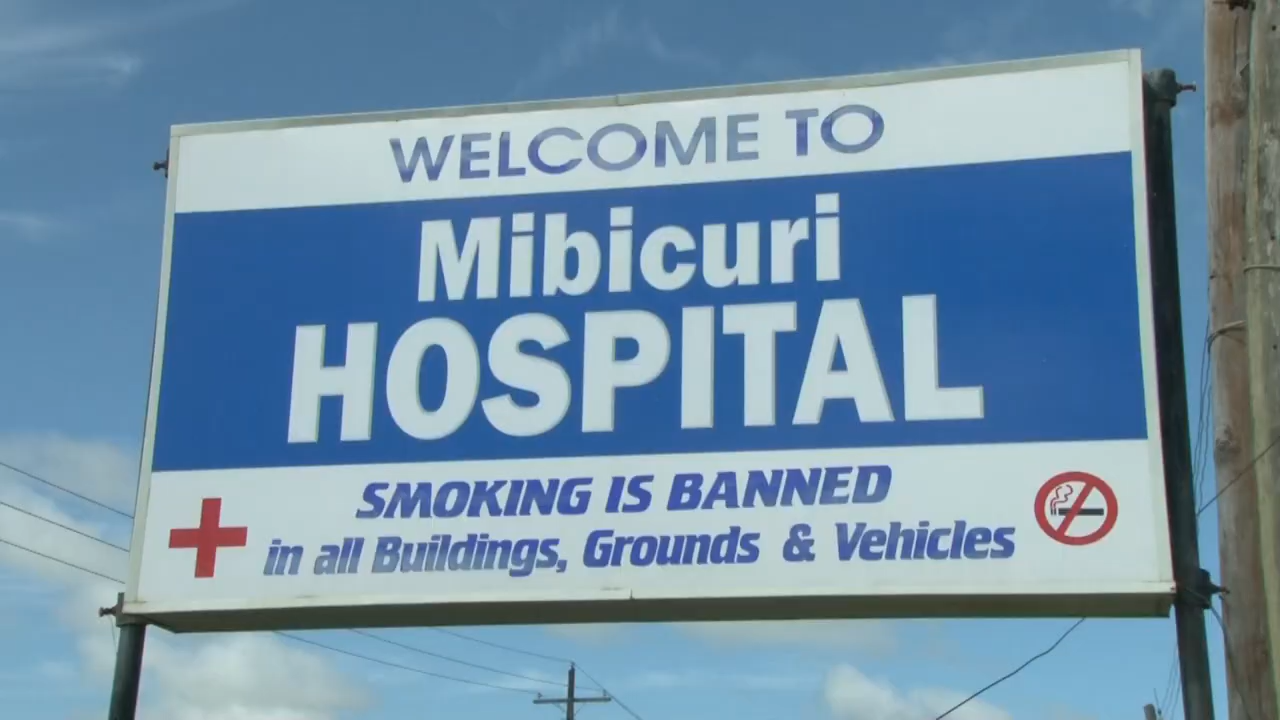 WELCOME TO
Mibicuri
HOSPITAL
SMOKING IS BANNED
in all Buildings, Grounds & Vehicles